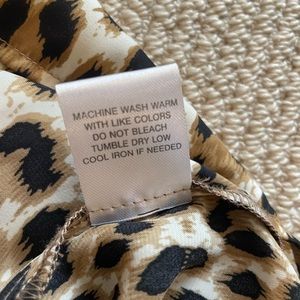 MACHINE WASH WARM
WITH LIKE COLORS
DO NOT BLEACH
TUMBLE DRY LOW
COOL IRON IF NEEDED